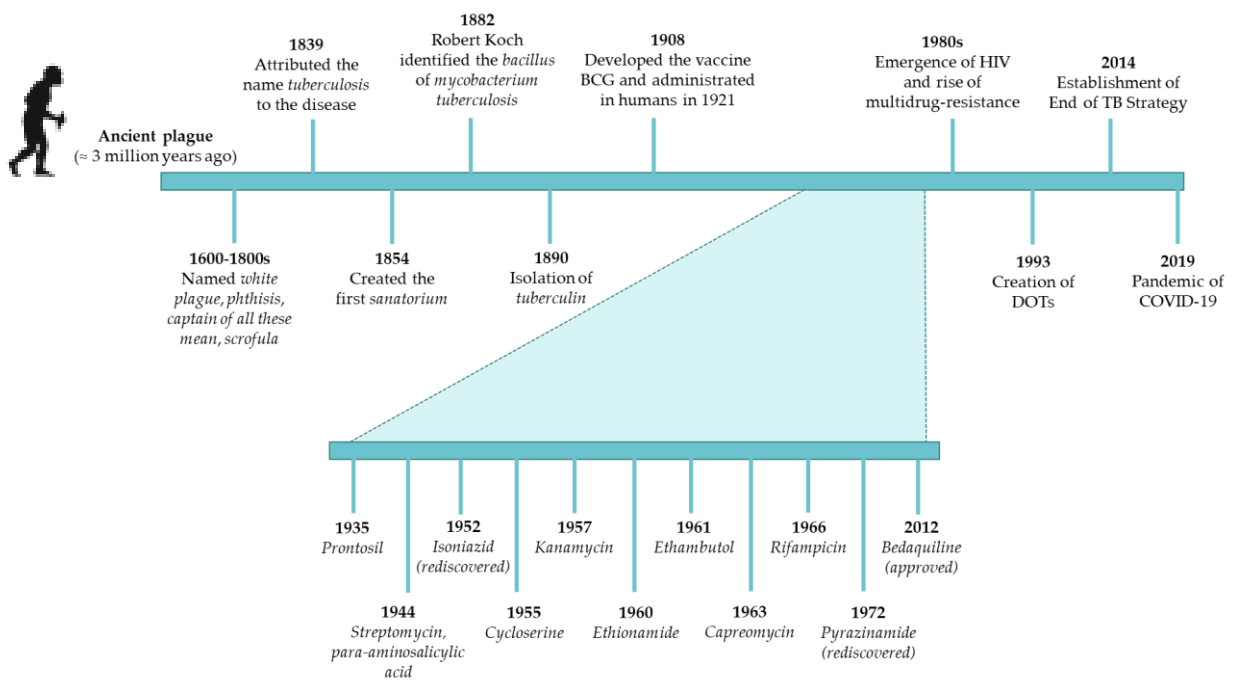 Ancient plague
(≈ 3 million years ago)
1839
Attributed the
name tuberculosis
to the disease
1882
Robert Koch
identified the bacillus
of mycobacterium
tuberculosis
1908
Developed the vaccine
BCG and administrated
in humans in 1921
1980s
Emergence of HIV
and rise of
multidrug-resistance
2014
Establishment of
End of TB Strategy
1600-1800s
Named white
plague, phthisis,
captain of all these
mean, scrofula
1854
Created the
first sanatorium
1890
Isolation of
tuberculin
1993
Creation of
DOTs
2019
Pandemic of
COVID-19
1935
Prontosil
1944
Streptomycin,
para-aminosalicylic
acid
1952
Isoniazid
(rediscovered)
1955
Cycloserine
1957
Kanamycin
1960
Ethionamide
1961
Ethambutol
1963
Capreomycin
1966
Rifampicin
1972
Pyrazinamide
(rediscovered)
2012
Bedaquiline
(approved)